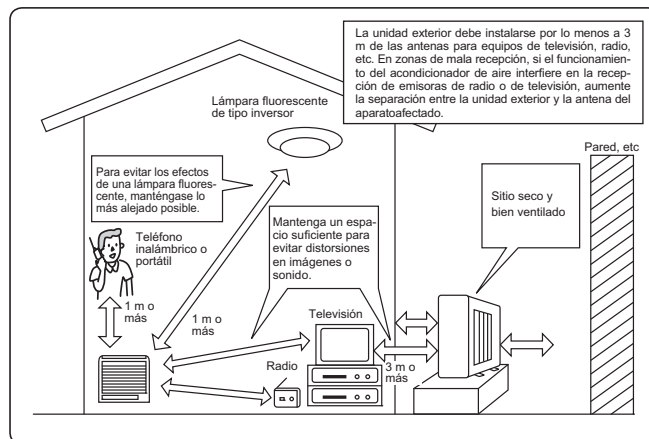 La unidad exterior debe instalarse por lo menos a 3
m de las antenas para equipos de televisión, radio,
etc. En zonas de mala recepción, si el funcionamien-
to del acondicionador de aire interfiere en la recep-
ción de emisoras de radio o de televisión, aumente
la separación entre la unidad exterior y la antena del
aparatoafectado.
Lámpara fluorescente
de tipo inversor
Pared, etc
Para evitar los efectos
de una lámpara fluores-
cente, manténgase lo
más alejado posible.
Sitio seco y
bien ventilado
Mantenga un espa-
cio suficiente para
evitar distorsiones
en imágenes o
sonido.
Teléfono
inalámbrico o
portátil
1 m o
más
1 m o
más
Televisión
Radio
3 m o
más